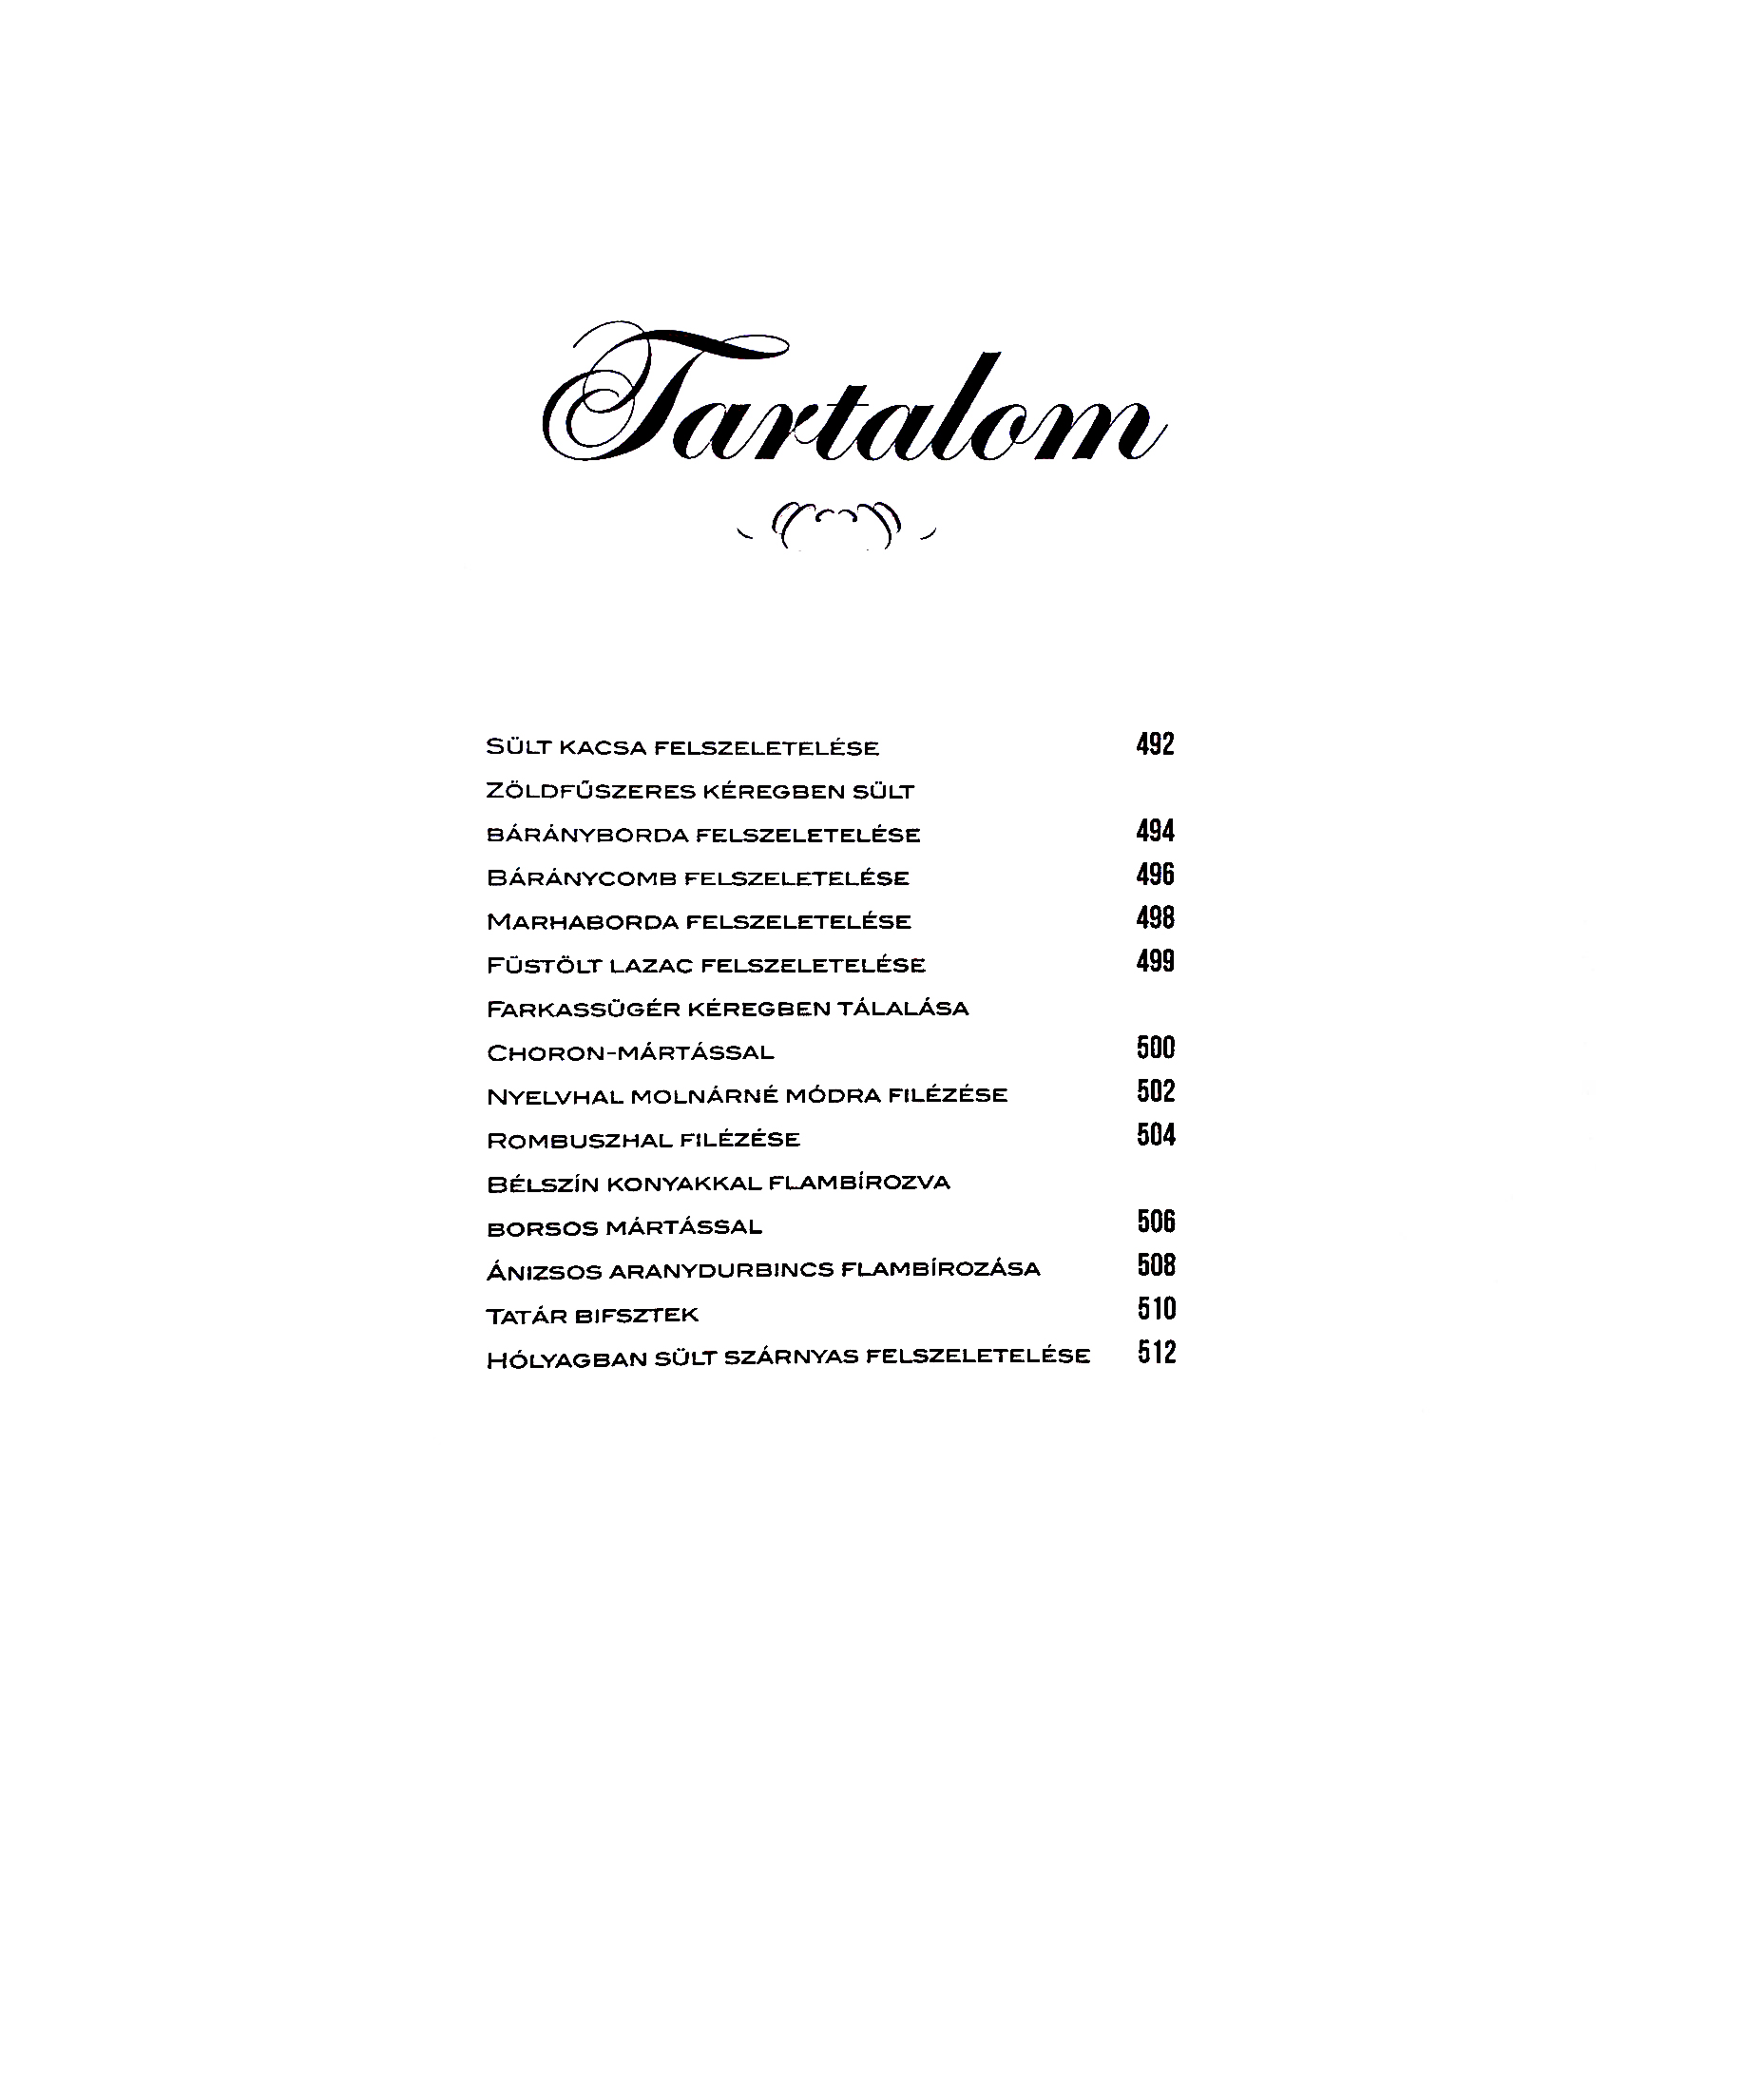 Tartalom
Sült kacsa felszeletelése 492
Zöldfűszeres kéregben sült
bárányborda felszeletelése 494
Báránycomb felszeletelése 496
Marhaborda felszeletelése 498
Füstölt lazac felszeletelése 499
Farkassügér kéregben tálalása
Choron-mártással 500
Nyelvhal molnárné módra filézése 502
Rombuszhal filézése 504
Bélszín konyakkal flambírozva
borsos mártással 506
Ánizsos aranydurbincs flambírozása 508
Tatár bifsztek 510
Hólyagban sült szárnyas felszeletelése 512